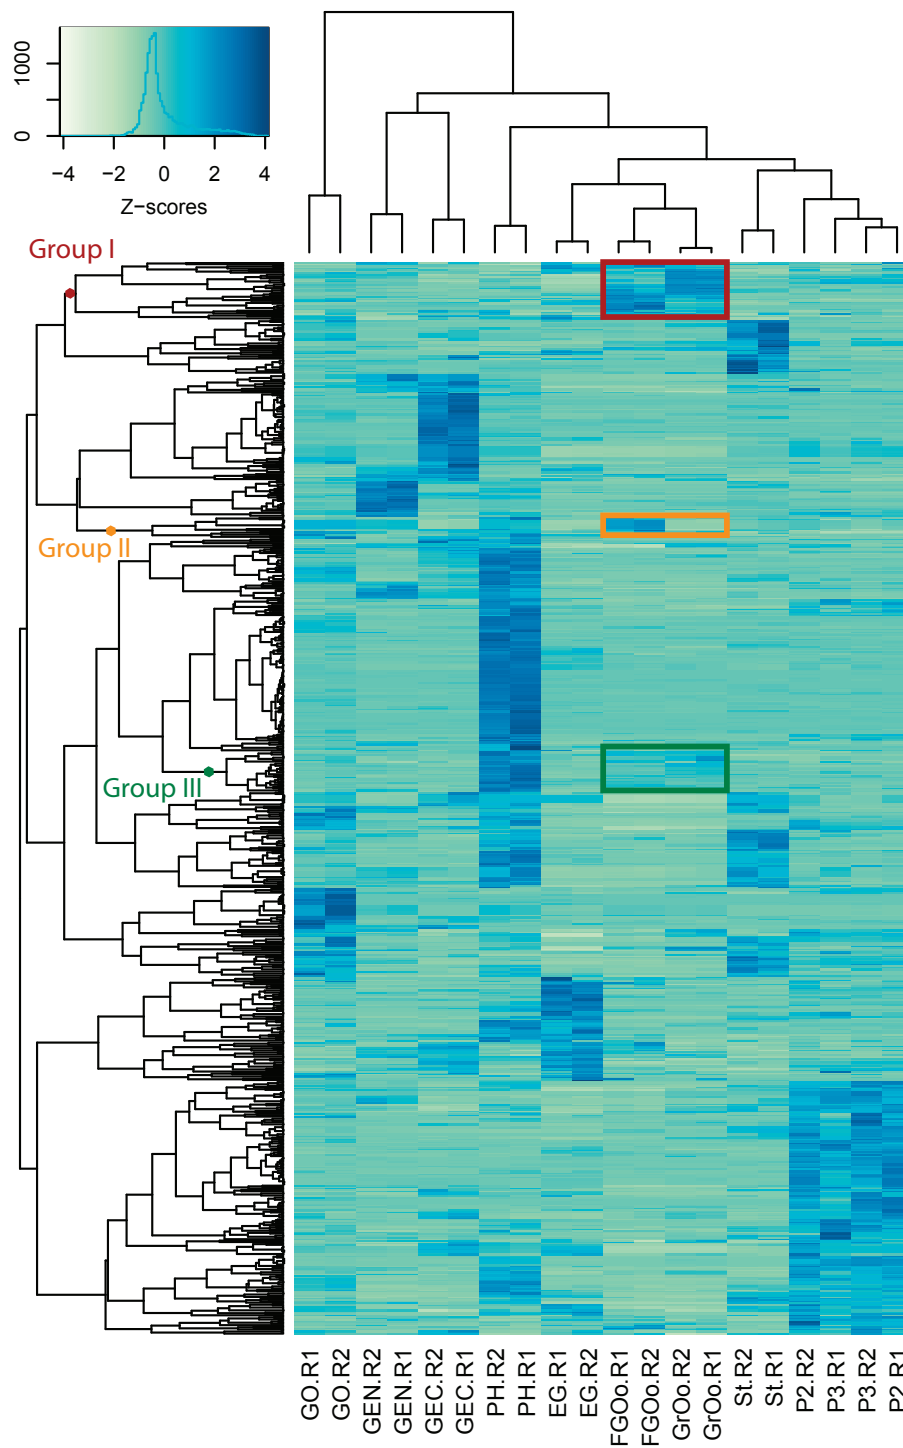 1000
0
−4 −2 0 2 4
Z−scores
Group I
Group II
Group III
GO.R1
GO.R2
GEN.R2
GEN.R1
GEC.R2
GEC.R1
PH.R2
PH.R1
EG.R1
EG.R2
FGOo.R1
FGOo.R2
GrOo.R2
GrOo.R1
St.R2
St.R1
P2.R2
P3.R1
P3.R2
P2.R1